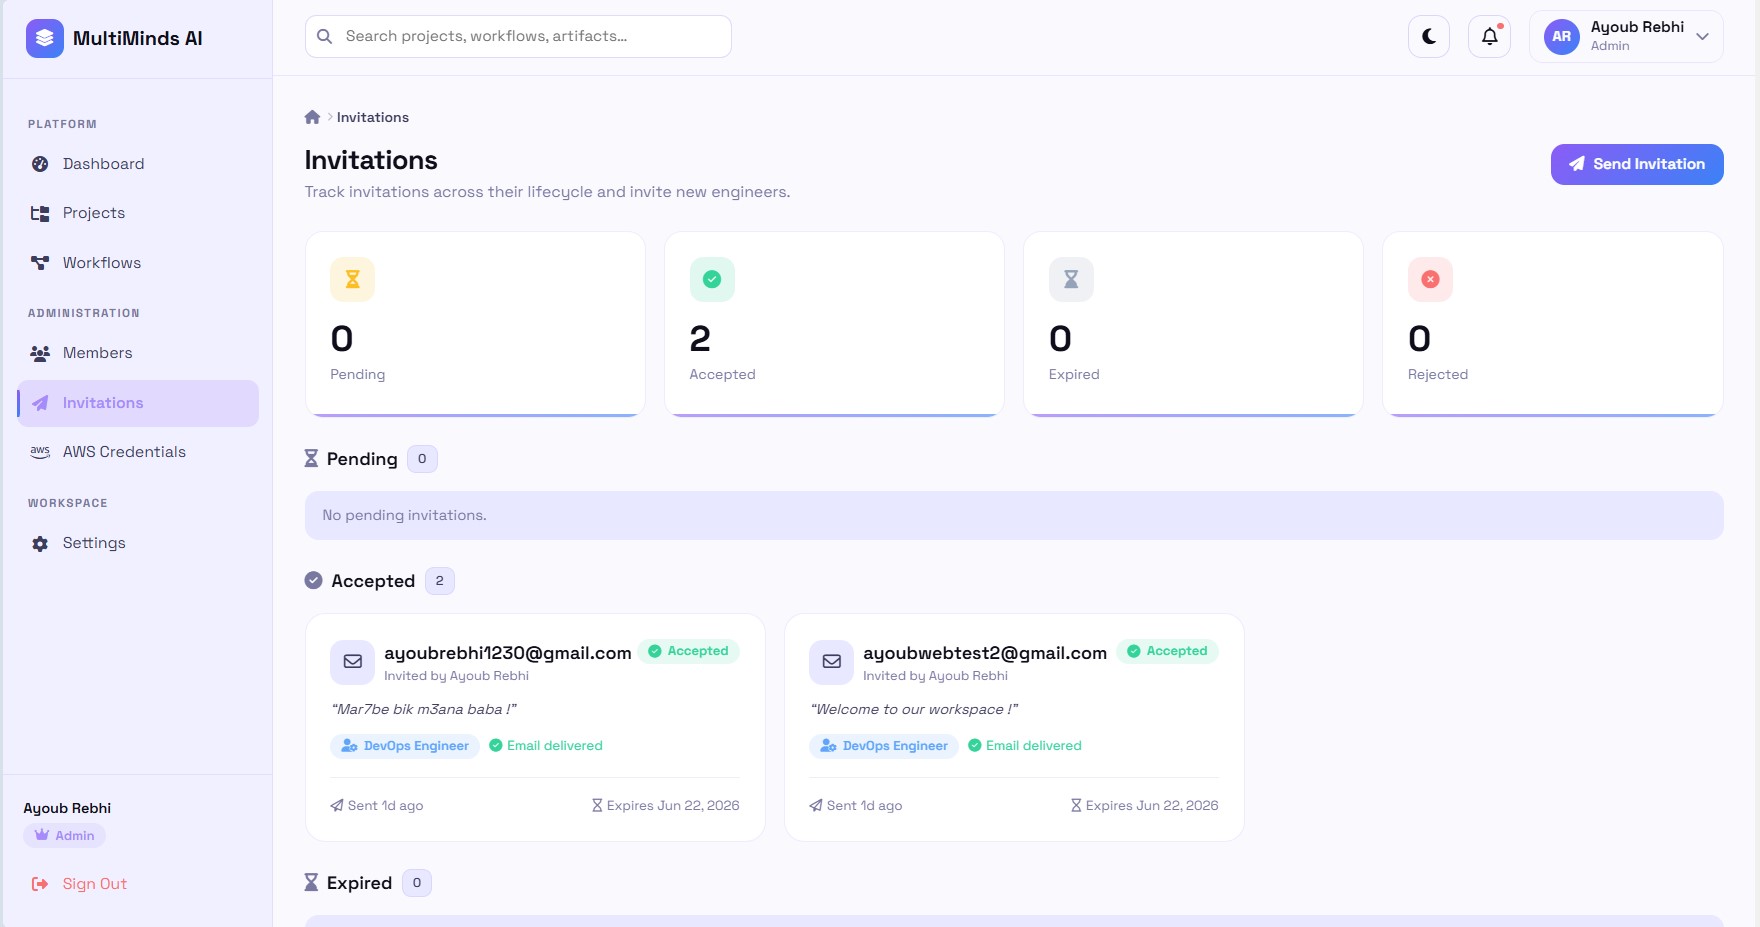 MultiMinds AI
Search projects, workflows, artifacts...
AR
Ayoub Rebhi
Admin
PLATFORM
Dashboard
Projects
Workflows
ADMINISTRATION
Members
Invitations
aws AWS Credentials
WORKSPACE
Settings
Ayoub Rebhi
Admin
Sign Out
Invitations
Invitations
Track invitations across their lifecycle and invite new engineers.
Send Invitation
0
Pending
2
Accepted
0
Expired
0
Rejected
Pending 0
No pending invitations.
Accepted 2
ayoubrebhi1230@gmail.com Accepted
Invited by Ayoub Rebhi
“Mar7be bik m3ana baba !”
DevOps Engineer Email delivered
Sent 1d ago Expires Jun 22, 2026
ayoubwebtest2@gmail.com Accepted
Invited by Ayoub Rebhi
“Welcome to our workspace !”
DevOps Engineer Email delivered
Sent 1d ago Expires Jun 22, 2026
Expired 0